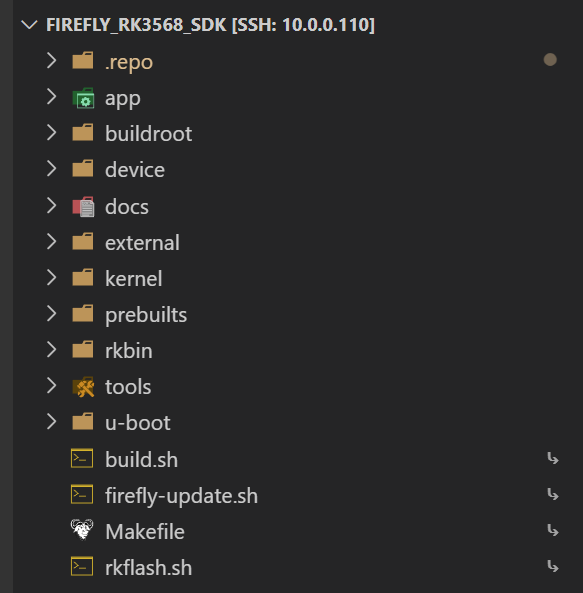 FIREFLY_RK3568_SDK [SSH: 10.0.0.110]
.repo
app
buildroot
device
docs
external
kernel
prebuilts
rkbin
tools
u-boot
build.sh
firefly-update.sh
Makefile
rkflash.sh